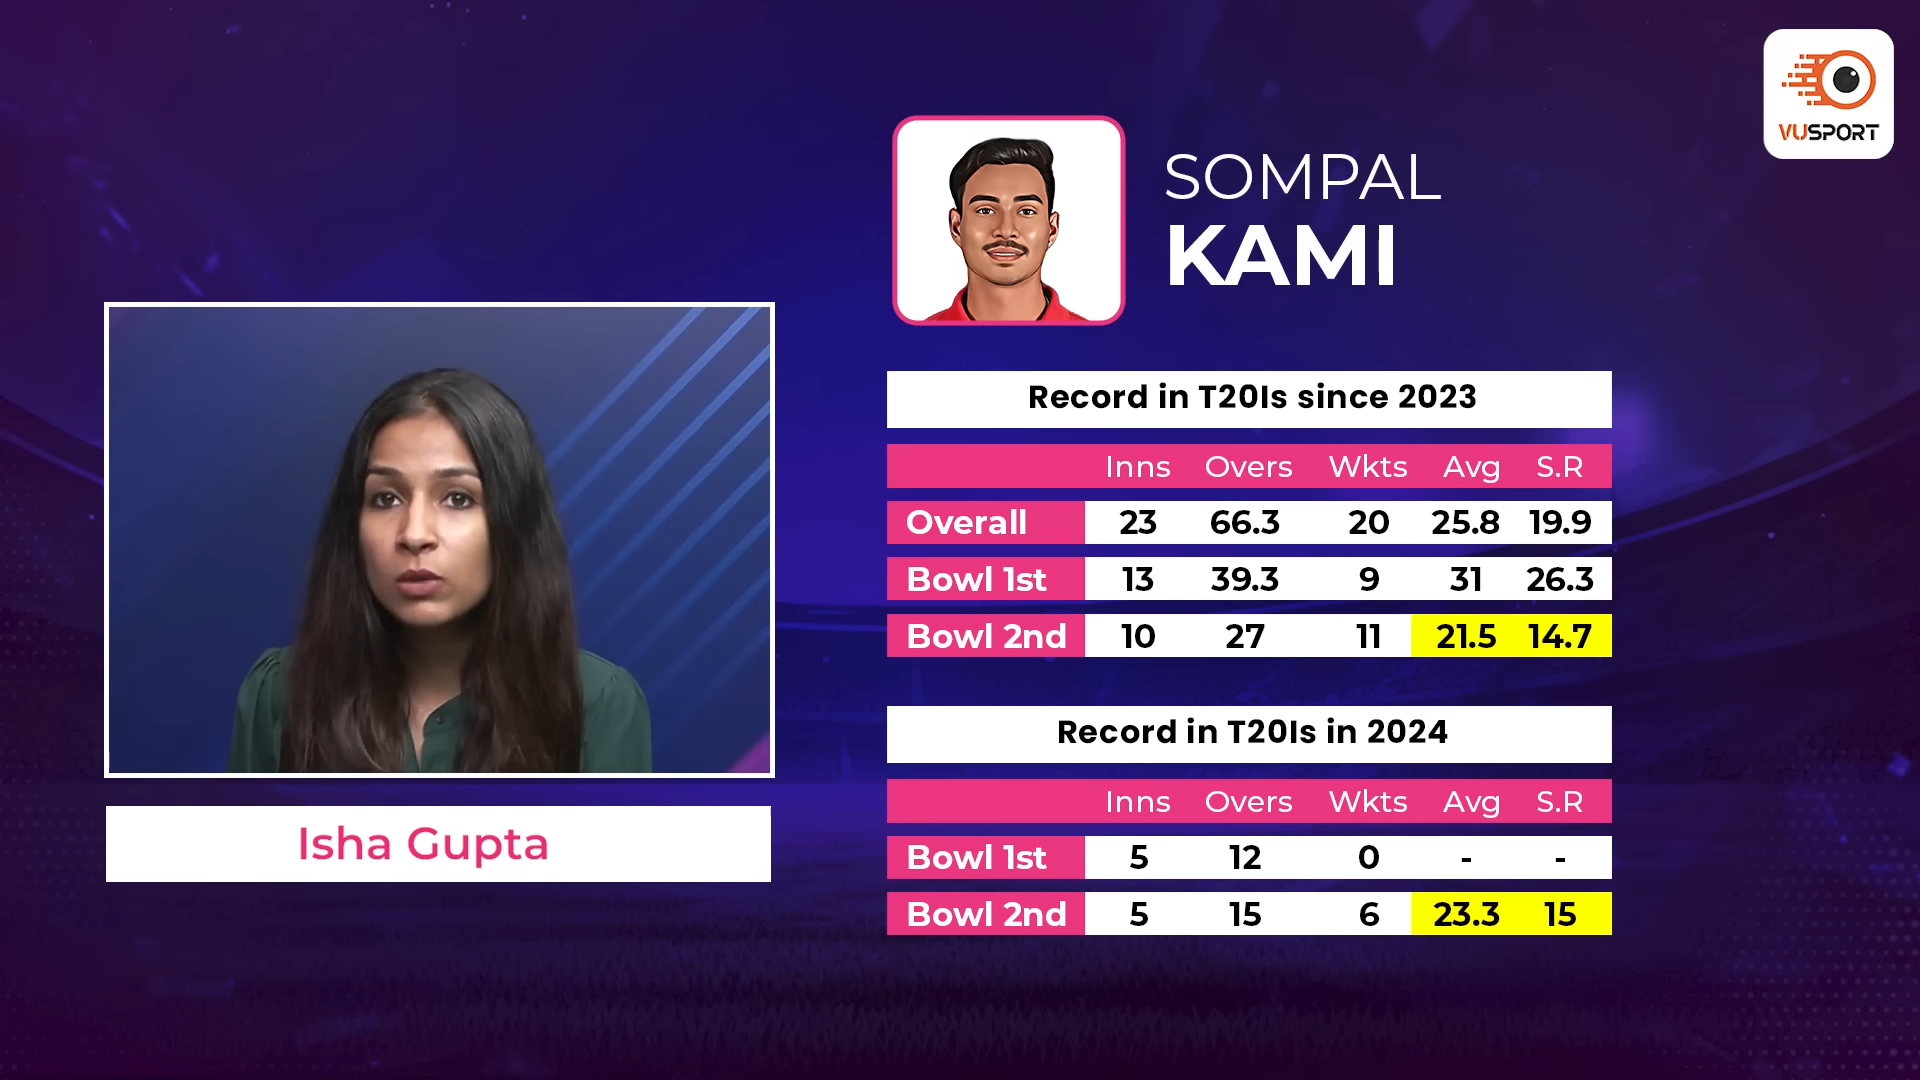 VUSPORT
SOMPAL
KAMI
Record in T20Is since 2023
Inns Overs Wkts Avg S.R
Overall 23 66.3 20 25.8 19.9
Bowl 1st 13 39.3 9 31 26.3
Bowl 2nd 10 27 11 21.5 14.7
Record in T20Is in 2024
Inns Overs Wkts Avg S.R
Bowl 1st 5 12 0 - -
Bowl 2nd 5 15 6 23.3 15
Isha Gupta